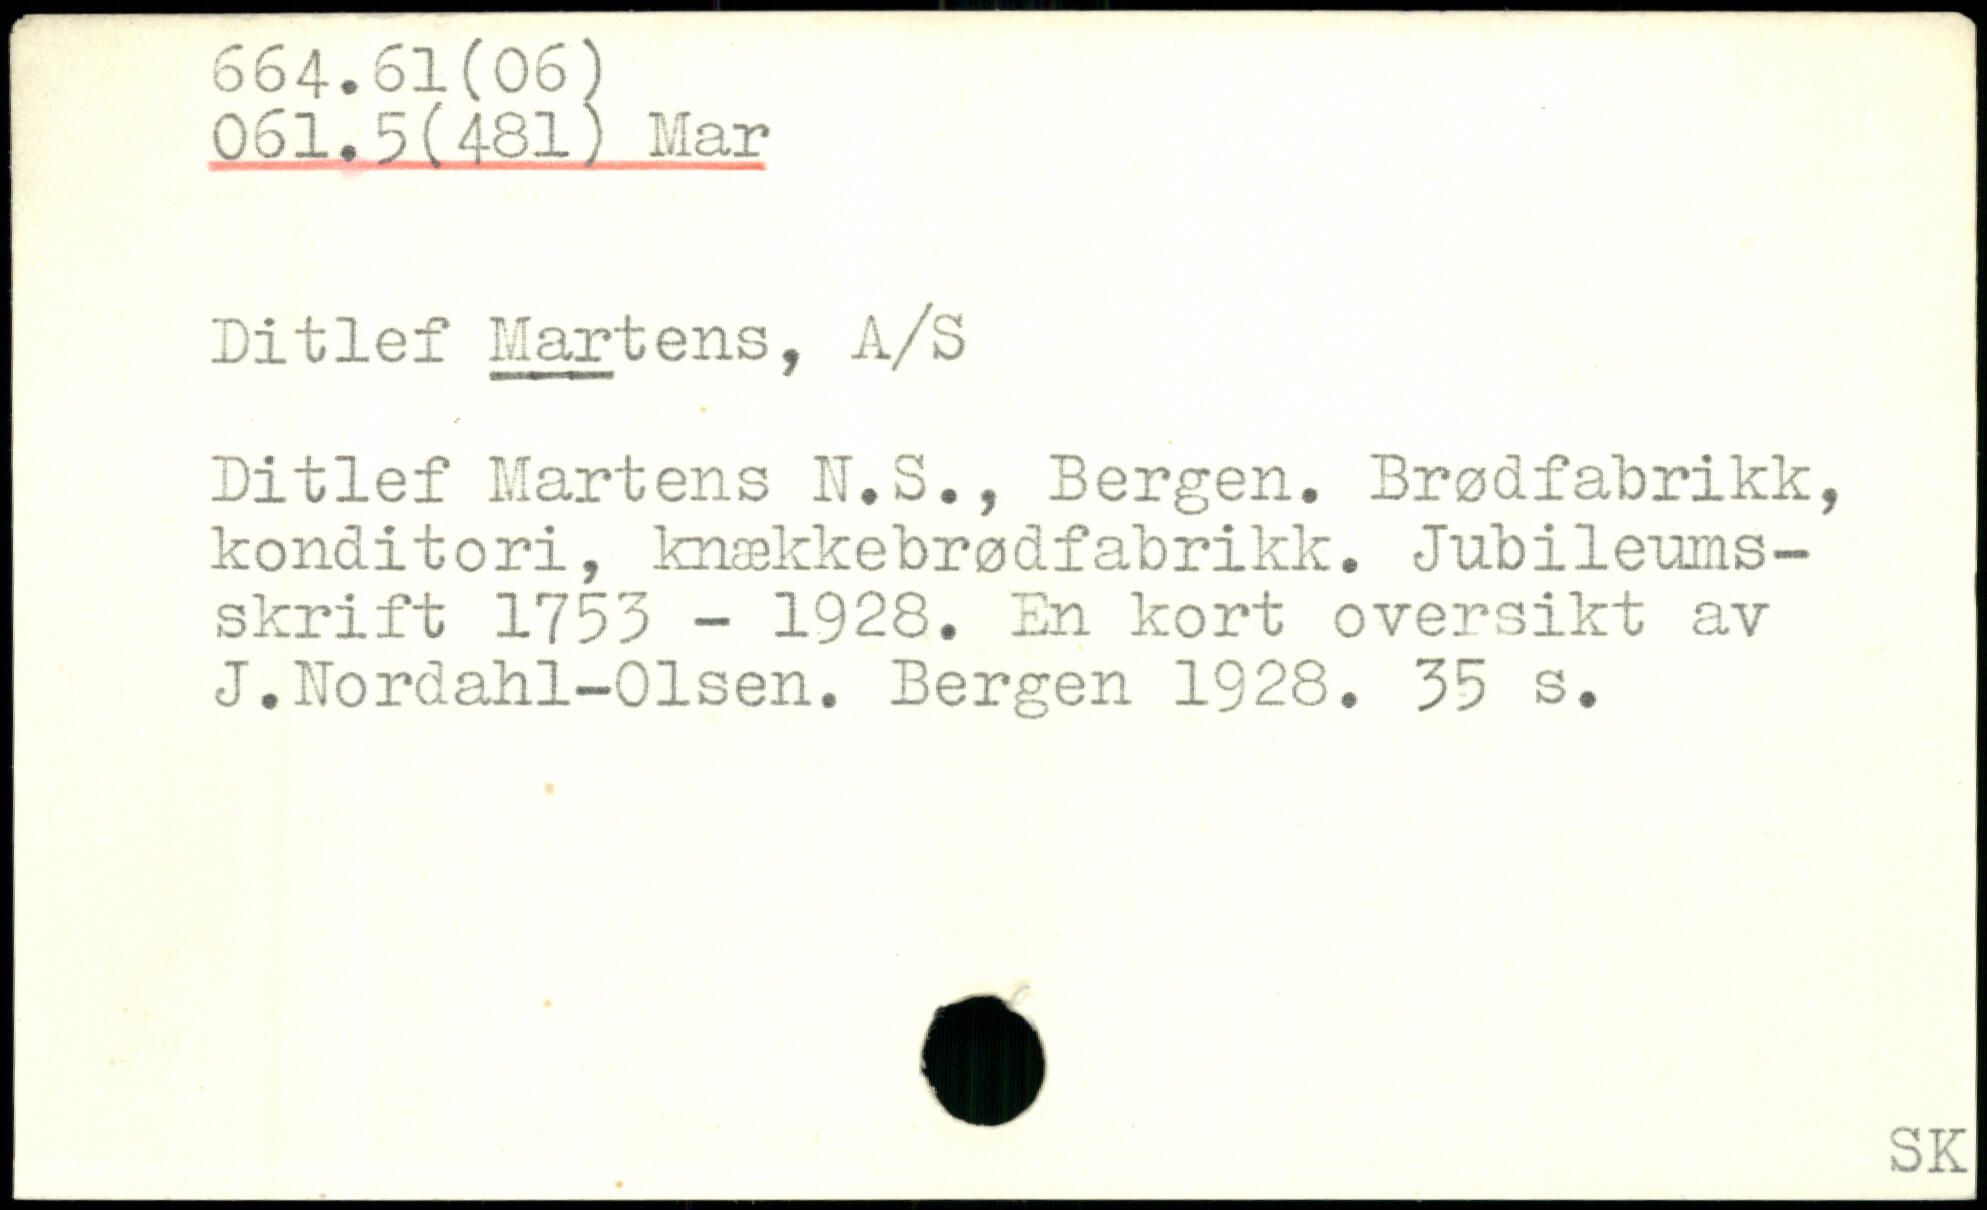 664.61(06)
061.5(481) Mar
Ditlef Martens, A/S
Ditlef Martens N.S., Bergen. Brødfabrikk,
konditori, knækkebrødfabrikk. Jubileums-
skrift 1753 - 1928. En kort oversikt av
J.Nordahl-Olsen. Bergen 1928. 35 s.
SK